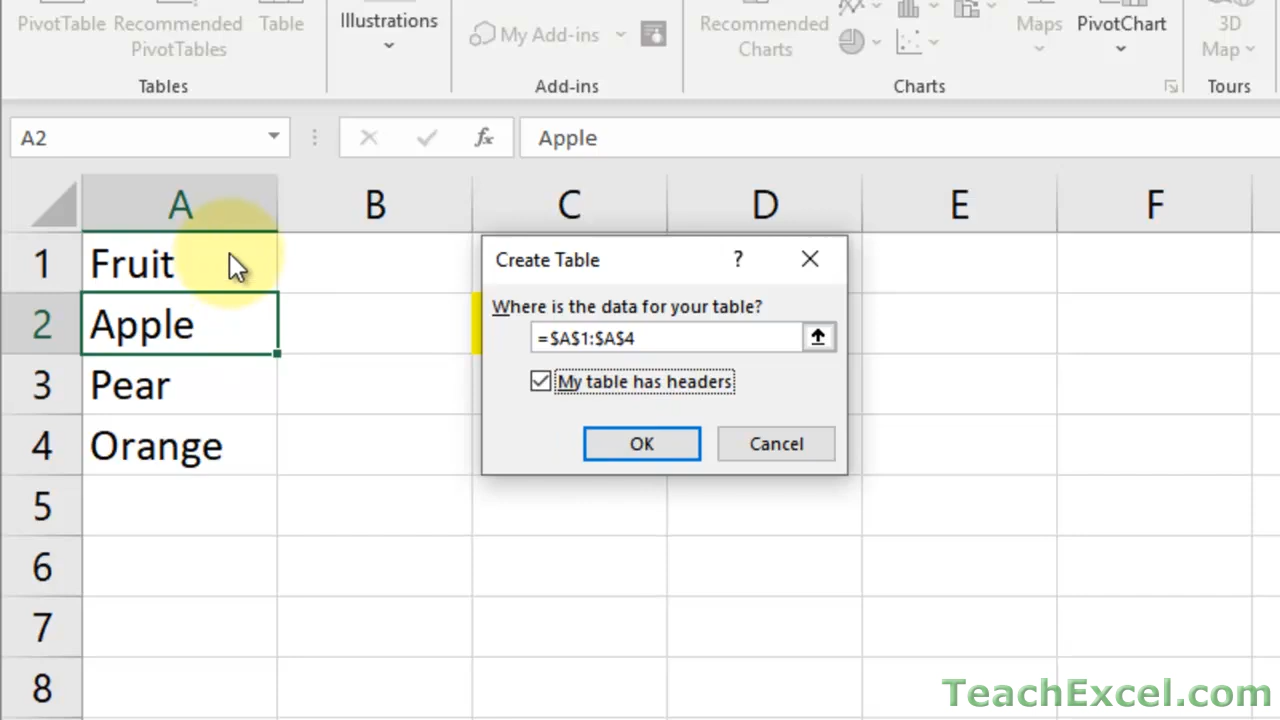 PivotTable Recommended PivotTables Table
Tables
Illustrations
My Add-ins
Add-ins
Recommended Charts
Maps
PivotChart
Charts
3D Map
Tours
A2
fx
Apple
A B C D E F
1 Fruit
2 Apple
3 Pear
4 Orange
5
6
7
8
Create Table ?
Where is the data for your table?
=$A$1:$A$4
My table has headers
OK Cancel
TeachExcel.com